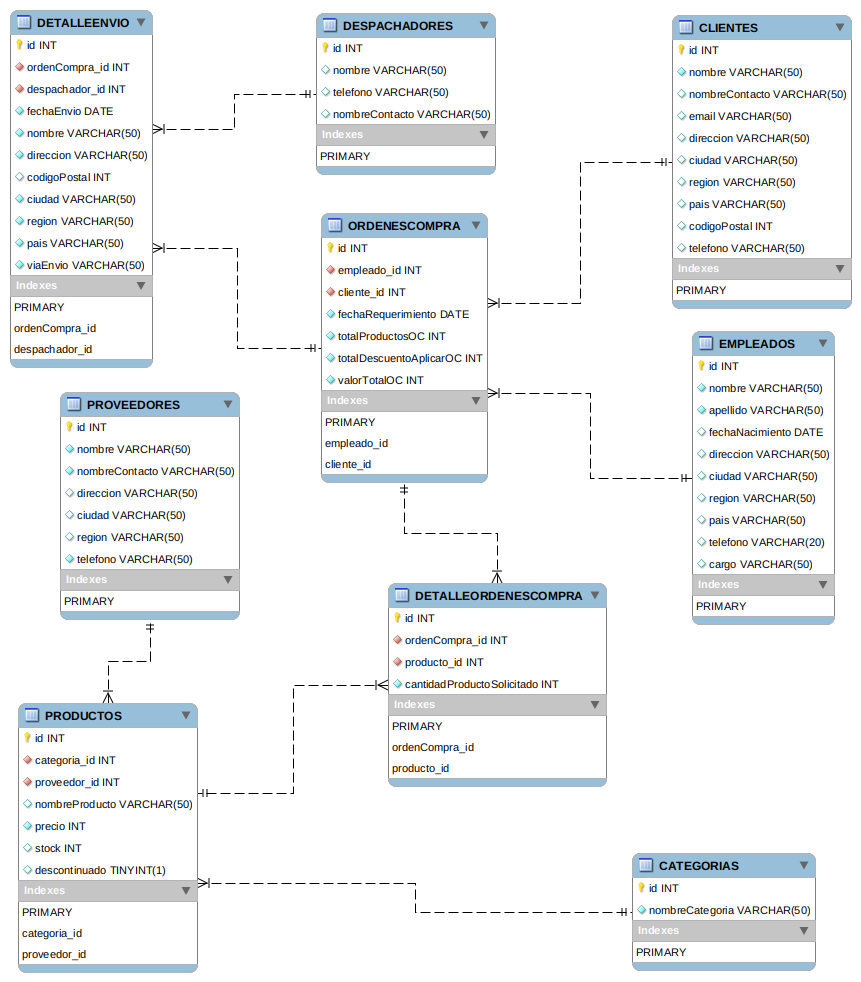 DETALLEENVIO
id INT
ordenCompra_id INT
despachador_id INT
fechaEnvio DATE
nombre VARCHAR(50)
direccion VARCHAR(50)
codigoPostal INT
ciudad VARCHAR(50)
region VARCHAR(50)
pais VARCHAR(50)
viaEnvio VARCHAR(50)
Indexes
PRIMARY
ordenCompra_id
despachador_id
DESPACHADORES
id INT
nombre VARCHAR(50)
telefono VARCHAR(50)
nombreContacto VARCHAR(50)
Indexes
PRIMARY
CLIENTES
id INT
nombre VARCHAR(50)
nombreContacto VARCHAR(50)
email VARCHAR(50)
direccion VARCHAR(50)
ciudad VARCHAR(50)
region VARCHAR(50)
pais VARCHAR(50)
codigoPostal INT
telefono VARCHAR(50)
Indexes
PRIMARY
ORDENESCOMPRA
id INT
empleado_id INT
cliente_id INT
fechaRequerimiento DATE
totalProductosOC INT
totalDescuentoAplicarOC INT
valorTotalOC INT
Indexes
PRIMARY
empleado_id
cliente_id
EMPLEADOS
id INT
nombre VARCHAR(50)
apellido VARCHAR(50)
fechaNacimiento DATE
direccion VARCHAR(50)
ciudad VARCHAR(50)
region VARCHAR(50)
pais VARCHAR(50)
telefono VARCHAR(20)
cargo VARCHAR(50)
Indexes
PRIMARY
PROVEEDORES
id INT
nombre VARCHAR(50)
nombreContacto VARCHAR(50)
direccion VARCHAR(50)
ciudad VARCHAR(50)
region VARCHAR(50)
telefono VARCHAR(50)
Indexes
PRIMARY
DETALLEORDENESCOMPRA
id INT
ordenCompra_id INT
producto_id INT
cantidadProductoSolicitado INT
Indexes
PRIMARY
ordenCompra_id
producto_id
PRODUCTOS
id INT
categoria_id INT
proveedor_id INT
nombreProducto VARCHAR(50)
precio INT
stock INT
descontinuado TINYINT(1)
Indexes
PRIMARY
categoria_id
proveedor_id
CATEGORIAS
id INT
nombreCategoria VARCHAR(50)
Indexes
PRIMARY